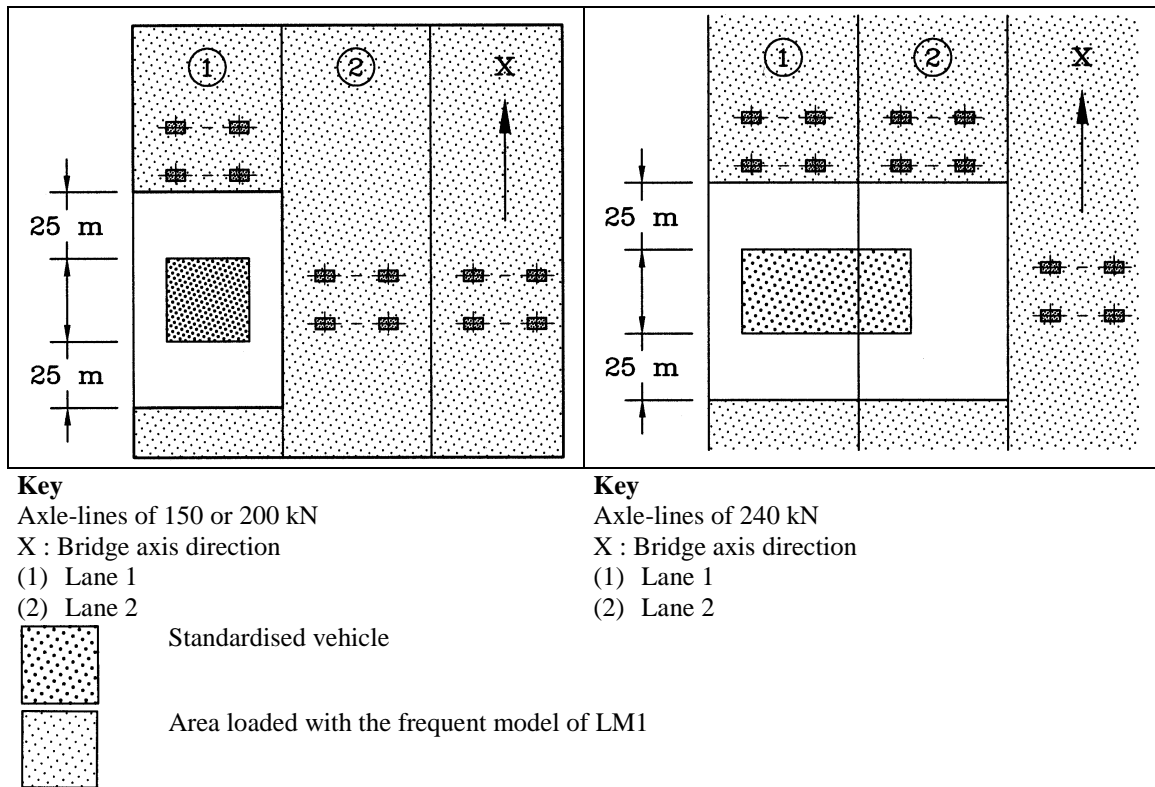 1 2 X
25 m
25 m
1 2 X
25 m
25 m
Key
Axle-lines of 150 or 200 kN
X : Bridge axis direction
(1) Lane 1
(2) Lane 2
Key
Axle-lines of 240 kN
X : Bridge axis direction
(1) Lane 1
(2) Lane 2
Standardised vehicle
Area loaded with the frequent model of LM1